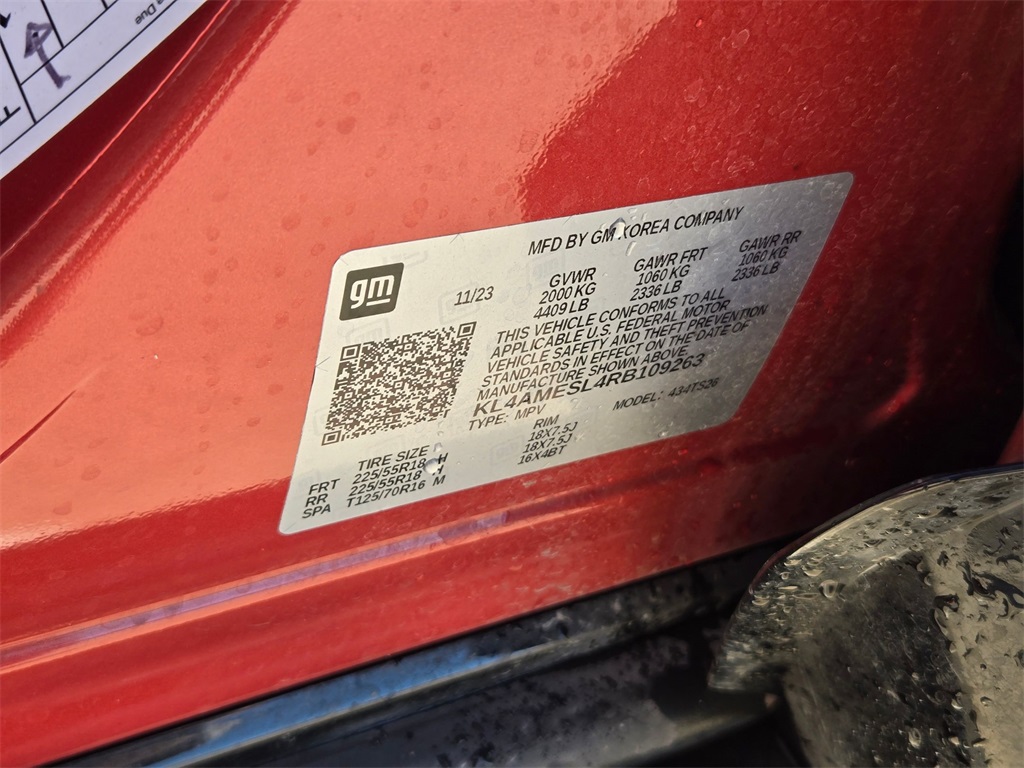 Due
MFD BY GM KOREA COMPANY
gm
11/23
GVWR GAWR FRT GAWR RR
2000 KG 1060 KG 1060 KG
4409 LB 2336 LB 2336 LB
THIS VEHICLE CONFORMS TO ALL
APPLICABLE U.S. FEDERAL MOTOR
VEHICLE SAFETY AND THEFT PREVENTION
STANDARDS IN EFFECT ON THE DATE OF
MANUFACTURE SHOWN ABOVE.
KL4AMESL4RB109263
TYPE: MPV MODEL: 434TS26
TIRE SIZE RIM
FRT 225/55R18 H 18X7.5J
RR 225/55R18 H 18X7.5J
SPA T125/70R16 M 16X4BT